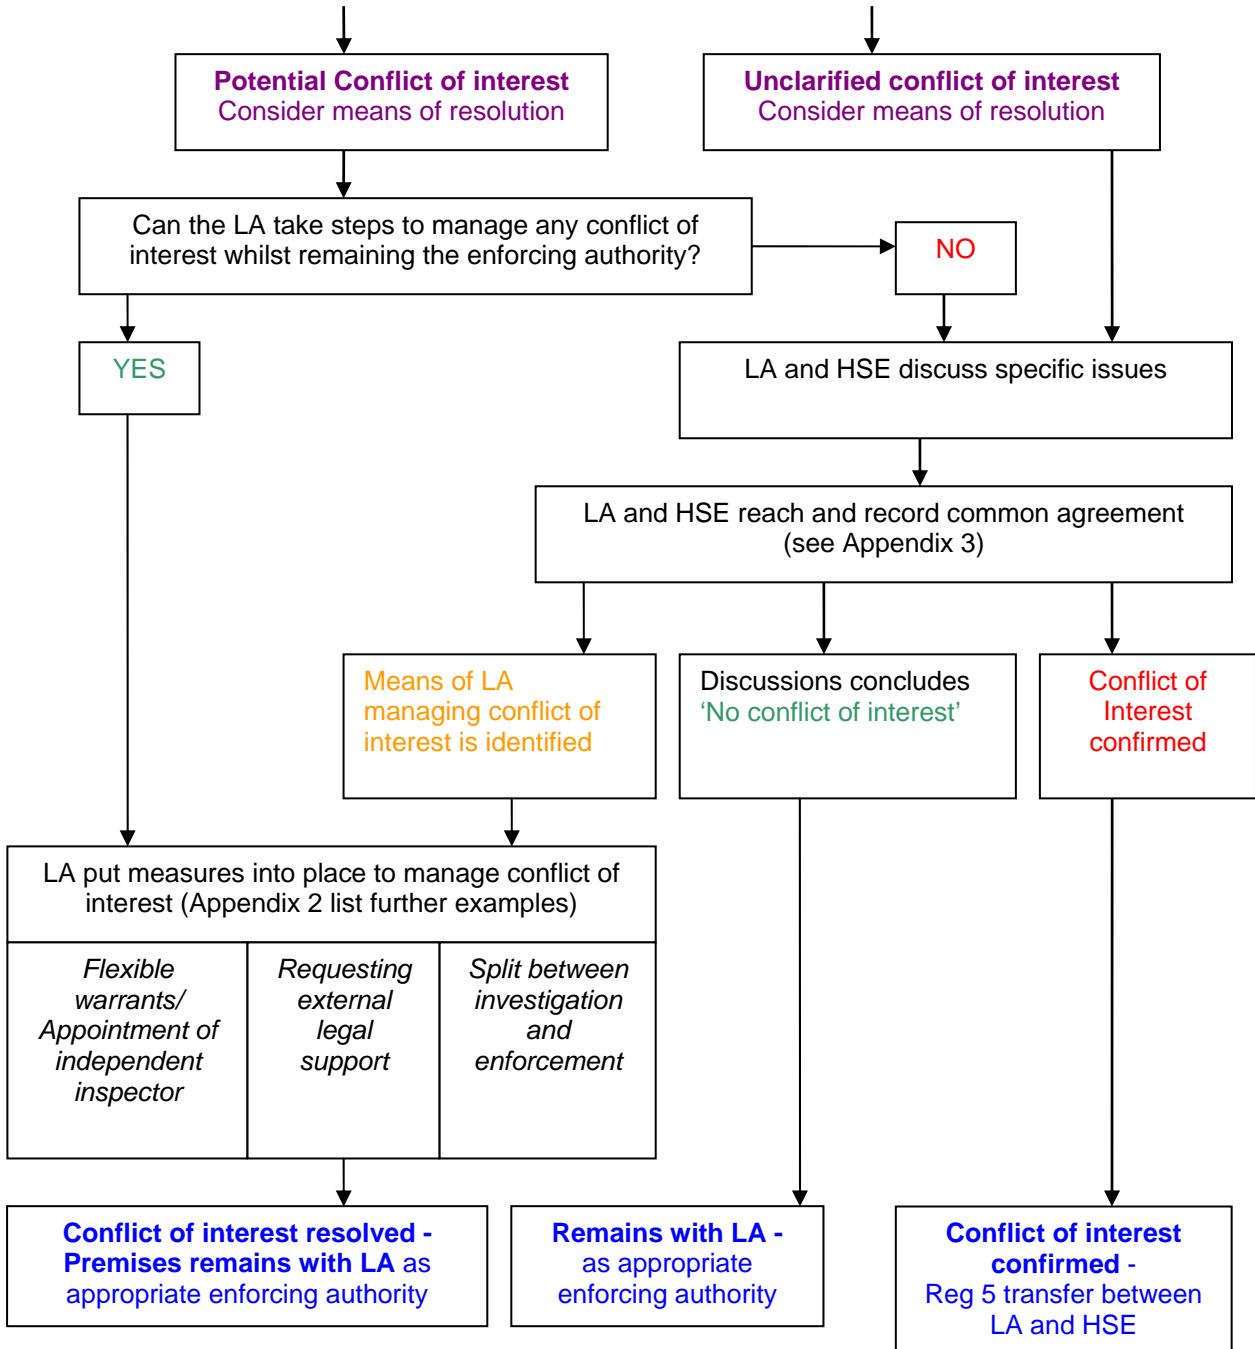 Potential Conflict of interest
Consider means of resolution
Unclarified conflict of interest
Consider means of resolution
Can the LA take steps to manage any conflict of
interest whilst remaining the enforcing authority?
NO
YES
LA and HSE discuss specific issues
LA and HSE reach and record common agreement
(see Appendix 3)
Means of LA
managing conflict of
interest is identified
Discussions concludes
‘No conflict of interest’
Conflict of
Interest
confirmed
LA put measures into place to manage conflict of
interest (Appendix 2 list further examples)
Flexible
warrants/
Appointment of
independent
inspector
Requesting
external
legal
support
Split between
investigation
and
enforcement
Conflict of interest resolved -
Premises remains with LA as
appropriate enforcing authority
Remains with LA -
as appropriate
enforcing authority
Conflict of interest
confirmed -
Reg 5 transfer between
LA and HSE